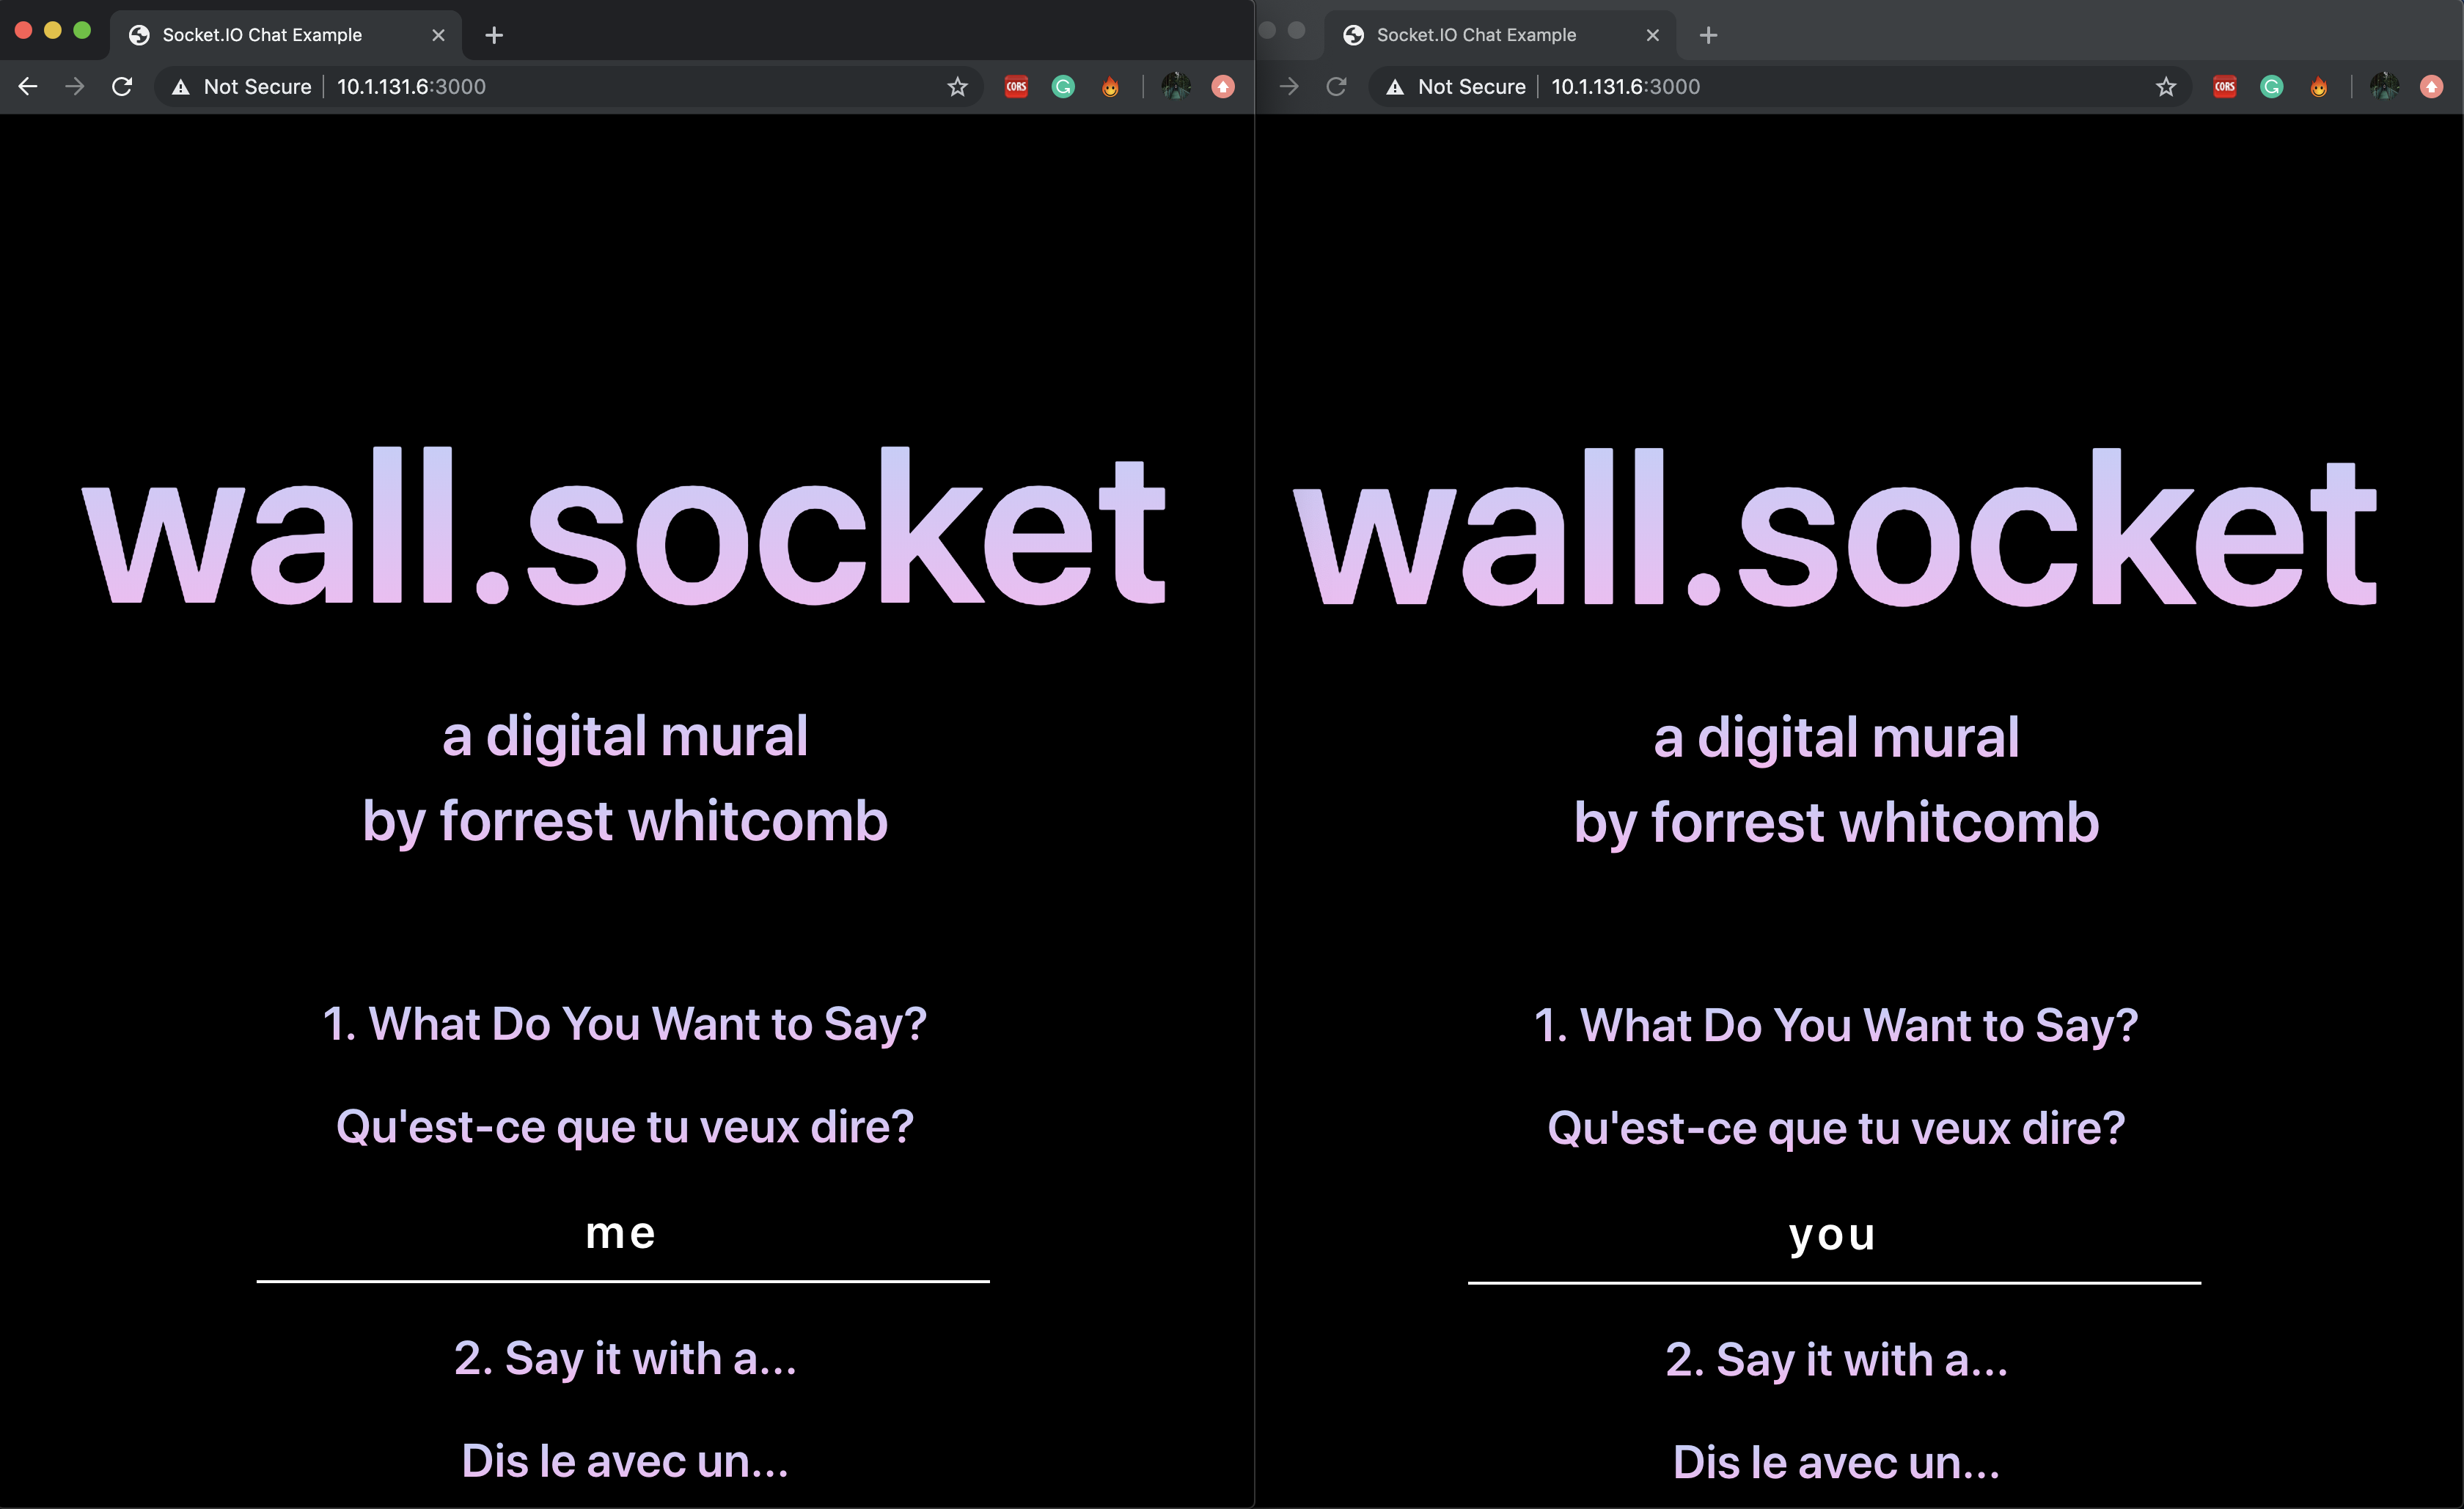 Socket.IO Chat Example
Not Secure | 10.1.131.6:3000
CORS
wall.socket
a digital mural
by forrest whitcomb
1. What Do You Want to Say?
Qu'est-ce que tu veux dire?
me
2. Say it with a...
Dis le avec un...
Socket.IO Chat Example
Not Secure | 10.1.131.6:3000
CORS
wall.socket
a digital mural
by forrest whitcomb
1. What Do You Want to Say?
Qu'est-ce que tu veux dire?
you
2. Say it with a...
Dis le avec un...